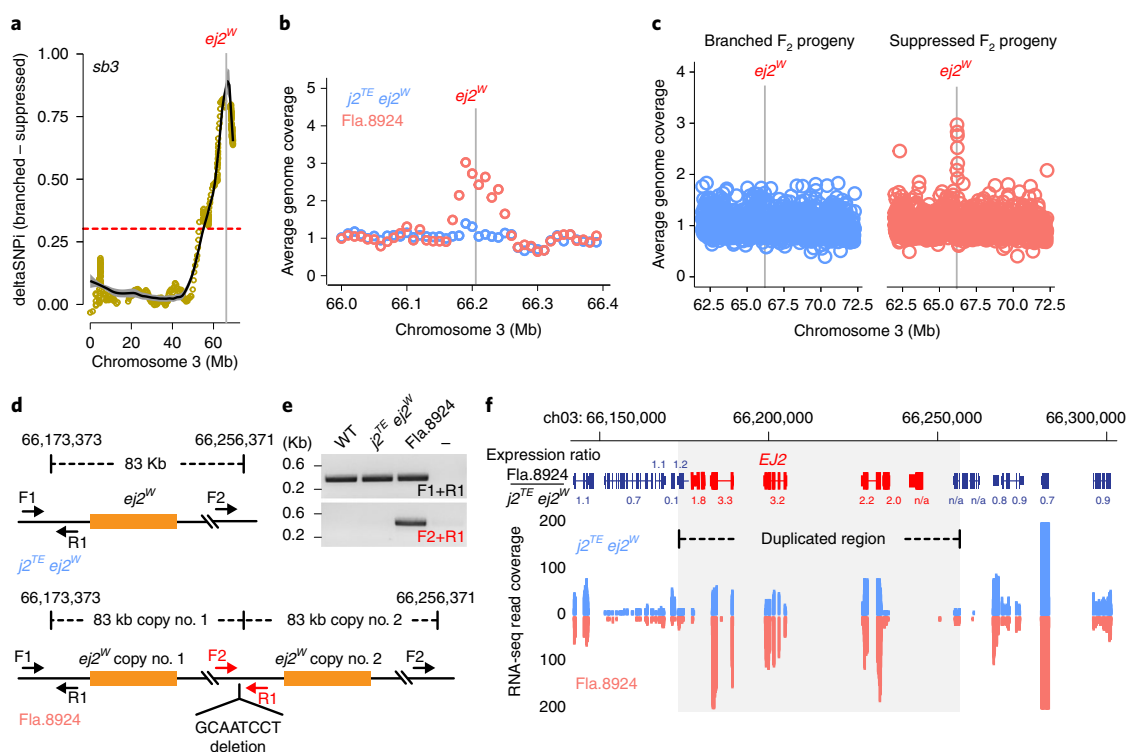 a
ej2^W
sb3
deltaSNPi (branched – suppressed)
1.00
0.75
0.50
0.25
0.00
0 20 40 60
Chromosome 3 (Mb)
b
j2^TE ej2^W
Fla.8924
ej2^W
Average genome coverage
5
4
3
2
1
0
66.0 66.1 66.2 66.3 66.4
Chromosome 3 (Mb)
c
Branched F2 progeny Suppressed F2 progeny
ej2^W ej2^W
Average genome coverage
4
3
2
1
0
62.5 65.0 67.5 70.0 72.5 62.5 65.0 67.5 70.0 72.5
Chromosome 3 (Mb)
d
66,173,373 66,256,371
83 Kb
F1 ej2^W F2
R1
j2^TE ej2^W
66,173,373 66,256,371
83 kb copy no. 1 83 kb copy no. 2
F1 ej2^W copy no. 1 F2 ej2^W copy no. 2 F2
R1 R1
Fla.8924
GCAATCCT
deletion
e
WT j2^TE ej2^W Fla.8924 –
(Kb)
0.6
0.2
F1+R1
0.6
0.2
F2+R1
f
ch03: 66,150,000 66,200,000 66,250,000 66,300,000
Expression ratio
Fla.8924
j2^TE ej2^W
1.1 1.2 EJ2
1.1 0.7 0.1 1.8 3.3 3.2 2.2 2.0 n/a n/a n/a 0.8 0.9 0.7 0.9
RNA-seq read coverage
200
100
0
100
200
j2^TE ej2^W
Duplicated region
Fla.8924